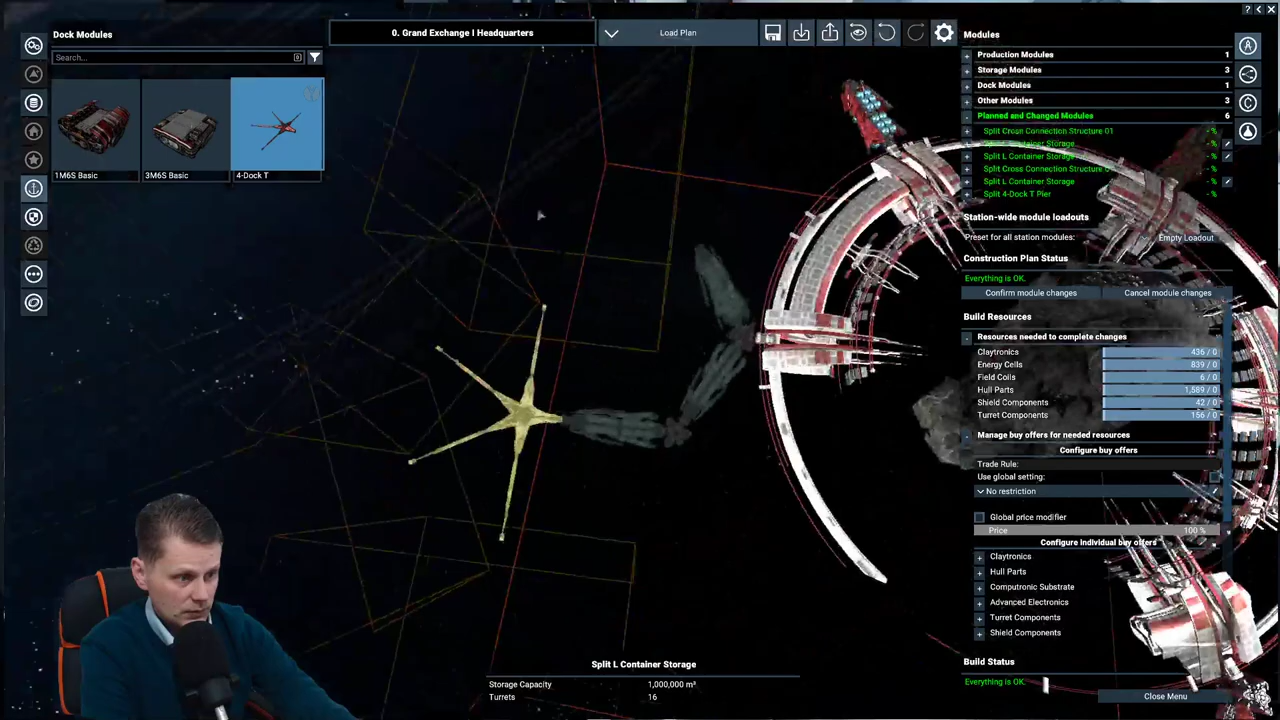 Dock Modules
Search...
1M6S Basic
3M6S Basic
4-Dock T
0. Grand Exchange I Headquarters
Load Plan
Modules
Production Modules 1
Storage Modules 3
Dock Modules 1
Other Modules 3
Planned and Changed Modules 6
Split Cross Connection Structure 01 - %
Container Storage - %
Split L Container Storage - %
Split Cross Connection Structure - %
Split L Container Storage - %
Split 4-Dock T Pier - %
Station-wide module loadouts
Preset for all station modules: Empty Loadout
Construction Plan Status
Everything is OK.
Confirm module changes
Cancel module changes
Build Resources
Resources needed to complete changes
Claytronics 436 / 0
Energy Cells 839 / 0
Field Coils 6 / 0
Hull Parts 1,589 / 0
Shield Components 42 / 0
Turret Components 156 / 0
Manage buy offers for needed resources
Configure buy offers
Trade Rule:
Use global setting:
No restriction
Global price modifier
Price 100 %
Configure individual buy offers
Claytronics
Hull Parts
Computronic Substrate
Advanced Electronics
Turret Components
Shield Components
Build Status
Everything is OK.
Close Menu
Split L Container Storage
Storage Capacity 1,000,000 m³
Turrets 16